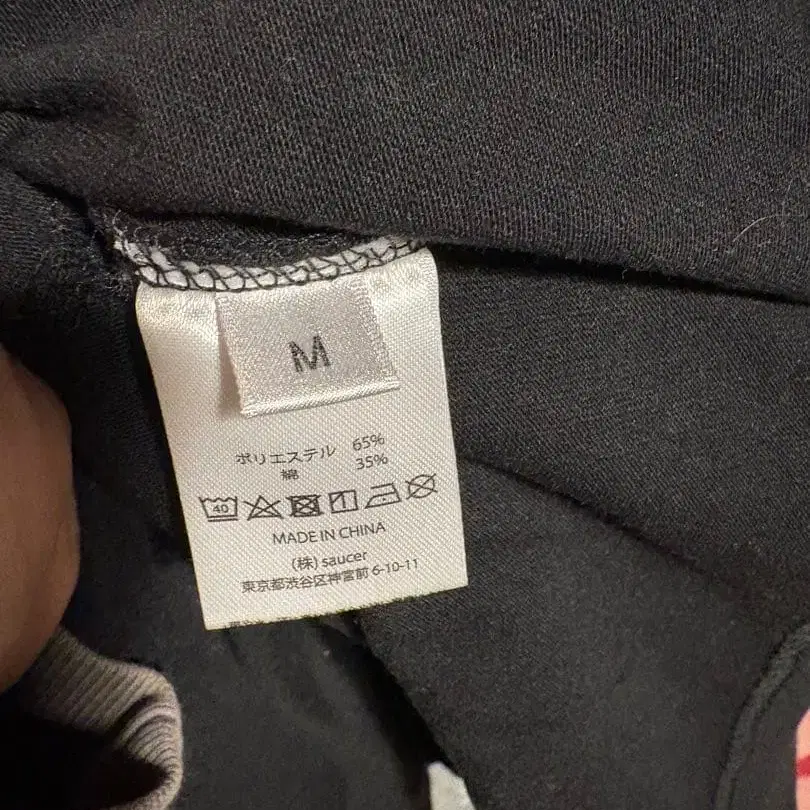 M
ポリエステル 65%
綿 35%
40
MADE IN CHINA
(株) saucer
東京都渋谷区神宮前 6-10-11